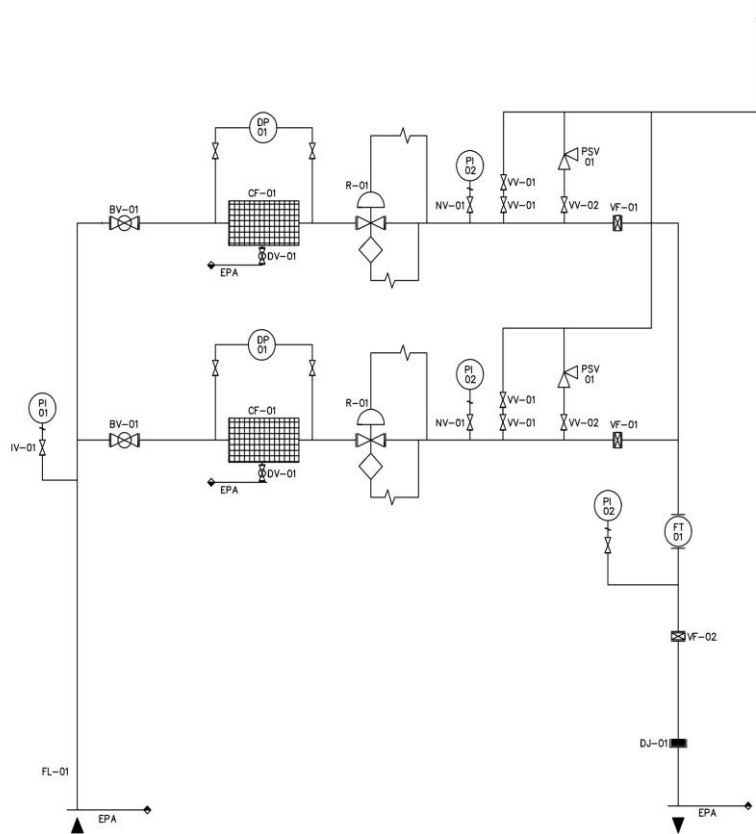 DP
01
PSV
01
PI
02
R-01
CF-01
VV-01
BV-01
NV-01
VV-01
VV-02
VF-01
DV-01
EPA
DP
01
PSV
01
PI
02
R-01
CF-01
PI
01
VV-01
BV-01
NV-01
VV-01
VV-02
VF-01
IV-01
DV-01
EPA
PI
02
FT
01
VF-02
DJ-01
FL-01
EPA
EPA